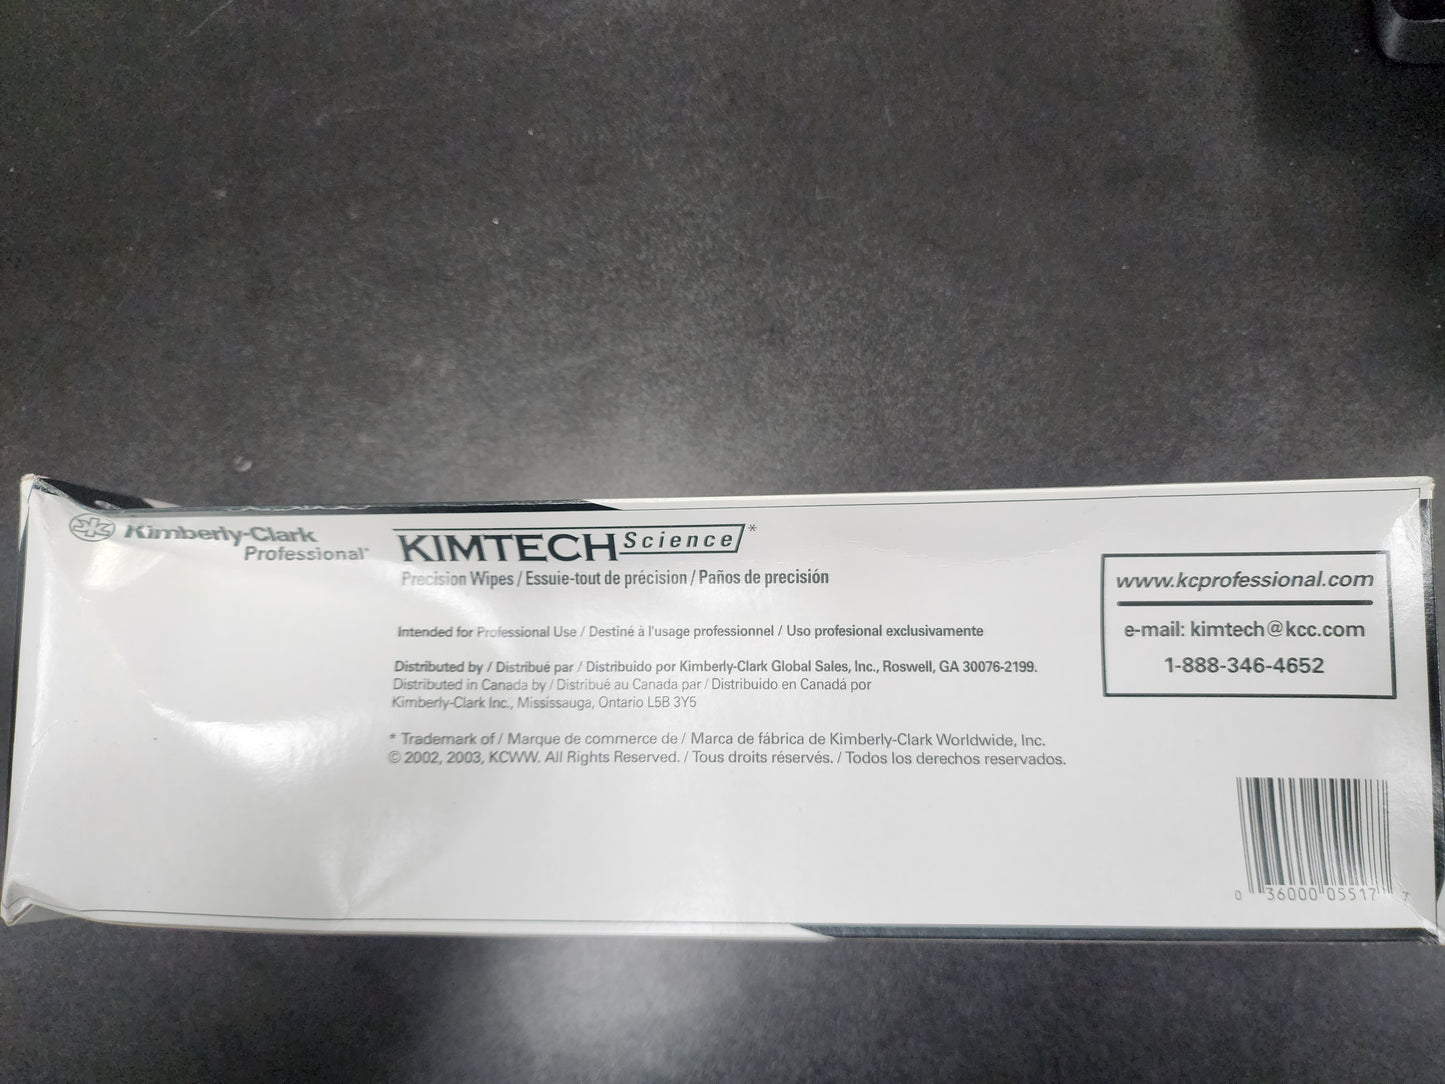 Kimberly-Clark
Professional*
KIMTECH Science*
Precision Wipes / Essuie-tout de précision / Paños de precisión
Intended for Professional Use / Destiné à l'usage professionnel / Uso profesional exclusivamente
Distributed by / Distribué par / Distribuido por Kimberly-Clark Global Sales, Inc., Roswell, GA 30076-2199.
Distributed in Canada by / Distribué au Canada par / Distribuido en Canadá por
Kimberly-Clark Inc., Mississauga, Ontario L5B 3Y5
* Trademark of / Marque de commerce de / Marca de fábrica de Kimberly-Clark Worldwide, Inc.
© 2002, 2003, KCWW. All Rights Reserved. / Tous droits réservés. / Todos los derechos reservados.
www.kcprofessional.com
e-mail: kimtech@kcc.com
1-888-346-4652
0 36000 05517 7